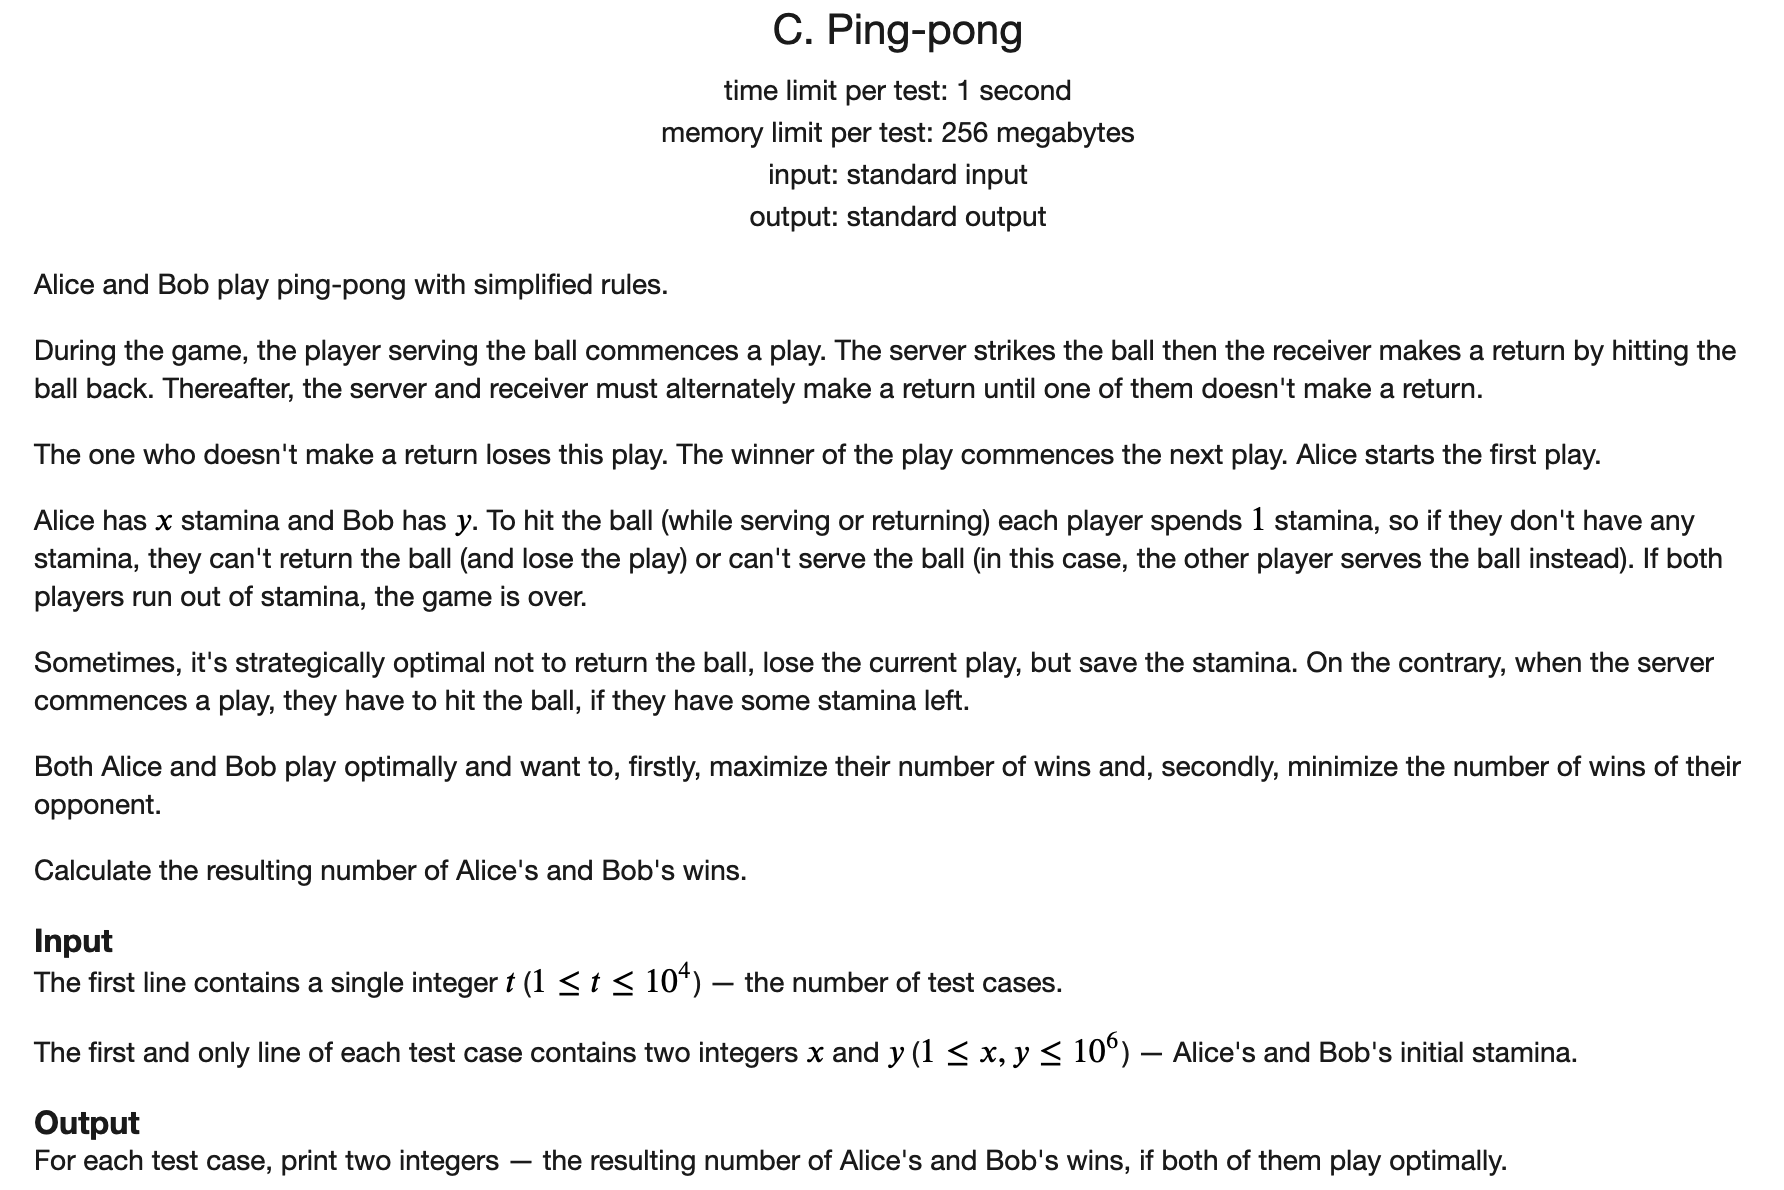 C. Ping-pong
time limit per test: 1 second
memory limit per test: 256 megabytes
input: standard input
output: standard output
Alice and Bob play ping-pong with simplified rules.
During the game, the player serving the ball commences a play. The server strikes the ball then the receiver makes a return by hitting the
ball back. Thereafter, the server and receiver must alternately make a return until one of them doesn't make a return.
The one who doesn't make a return loses this play. The winner of the play commences the next play. Alice starts the first play.
Alice has x stamina and Bob has y. To hit the ball (while serving or returning) each player spends 1 stamina, so if they don't have any
stamina, they can't return the ball (and lose the play) or can't serve the ball (in this case, the other player serves the ball instead). If both
players run out of stamina, the game is over.
Sometimes, it's strategically optimal not to return the ball, lose the current play, but save the stamina. On the contrary, when the server
commences a play, they have to hit the ball, if they have some stamina left.
Both Alice and Bob play optimally and want to, firstly, maximize their number of wins and, secondly, minimize the number of wins of their
opponent.
Calculate the resulting number of Alice's and Bob's wins.
Input
The first line contains a single integer t (1 ≤ t ≤ 10⁴) — the number of test cases.
The first and only line of each test case contains two integers x and y (1 ≤ x, y ≤ 10⁶) — Alice's and Bob's initial stamina.
Output
For each test case, print two integers — the resulting number of Alice's and Bob's wins, if both of them play optimally.